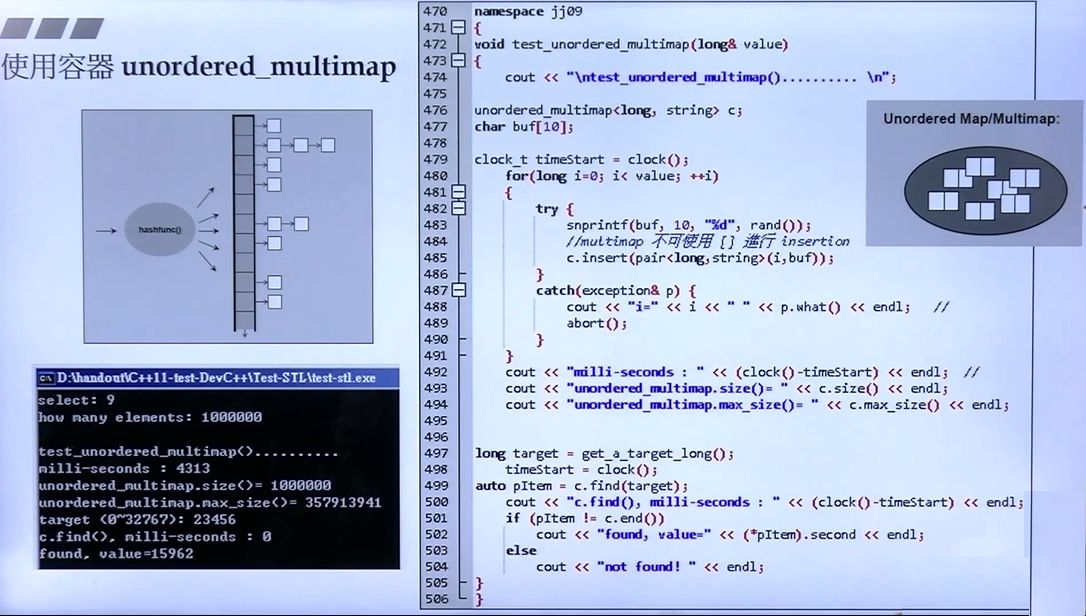 使用容器 unordered_multimap
hashfunc()
D:\handout\C++11-test-DevC++\Test-STL\test-stl.exe
select: 9
how many elements: 1000000
test_unordered_multimap()..........
milli-seconds : 4313
unordered_multimap.size()= 1000000
unordered_multimap.max_size()= 357913941
target (0~32767): 23456
c.find(), milli-seconds : 0
found, value=15962
470 namespace jj09
471 {
472 void test_unordered_multimap(long& value)
473 {
474 cout << "\ntest_unordered_multimap().......... \n";
475
476 unordered_multimap<long, string> c;
477 char buf[10];
478
479 clock_t timeStart = clock();
480 for(long i=0; i< value; ++i)
481 {
482 try {
483 snprintf(buf, 10, "%d", rand());
484 //multimap 不可使用 [] 進行 insertion
485 c.insert(pair<long,string>(i,buf));
486 }
487 catch(exception& p) {
488 cout << "i=" << i << " " << p.what() << endl; //
489 abort();
490 }
491 }
492 cout << "milli-seconds : " << (clock()-timeStart) << endl; //
493 cout << "unordered_multimap.size()= " << c.size() << endl;
494 cout << "unordered_multimap.max_size()= " << c.max_size() << endl;
495
496
497 long target = get_a_target_long();
498 timeStart = clock();
499 auto pItem = c.find(target);
500 cout << "c.find(), milli-seconds : " << (clock()-timeStart) << endl;
501 if (pItem != c.end())
502 cout << "found, value=" << (*pItem).second << endl;
503 else
504 cout << "not found! " << endl;
505 }
506 }
Unordered Map/Multimap: